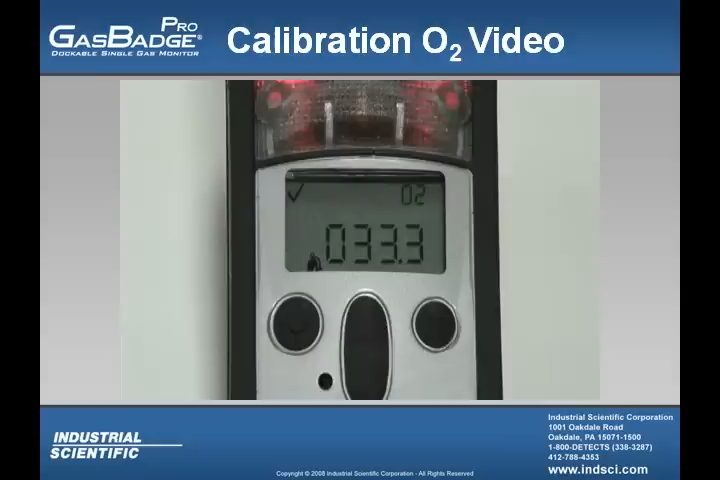 GASBADGE® PRO
DOCKABLE SINGLE GAS MONITOR
Calibration O2 Video
O2
033.3
INDUSTRIAL
SCIENTIFIC
Industrial Scientific Corporation
1001 Oakdale Road
Oakdale, PA 15071-1500
1-800-DETECTS (338-3287)
412-788-4353
www.indsci.com
Copyright © 2008 Industrial Scientific Corporation - All Rights Reserved